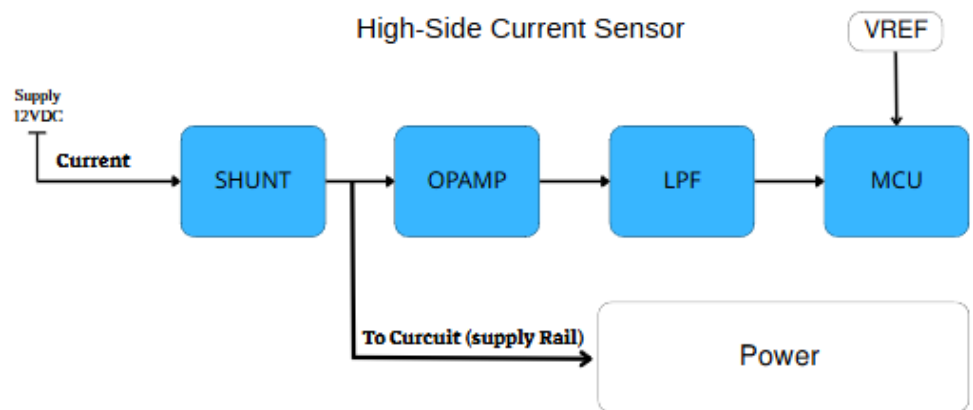 High-Side Current Sensor
VREF
Supply
12VDC
Current
SHUNT
OPAMP
LPF
MCU
To Curcuit (supply Rail)
Power